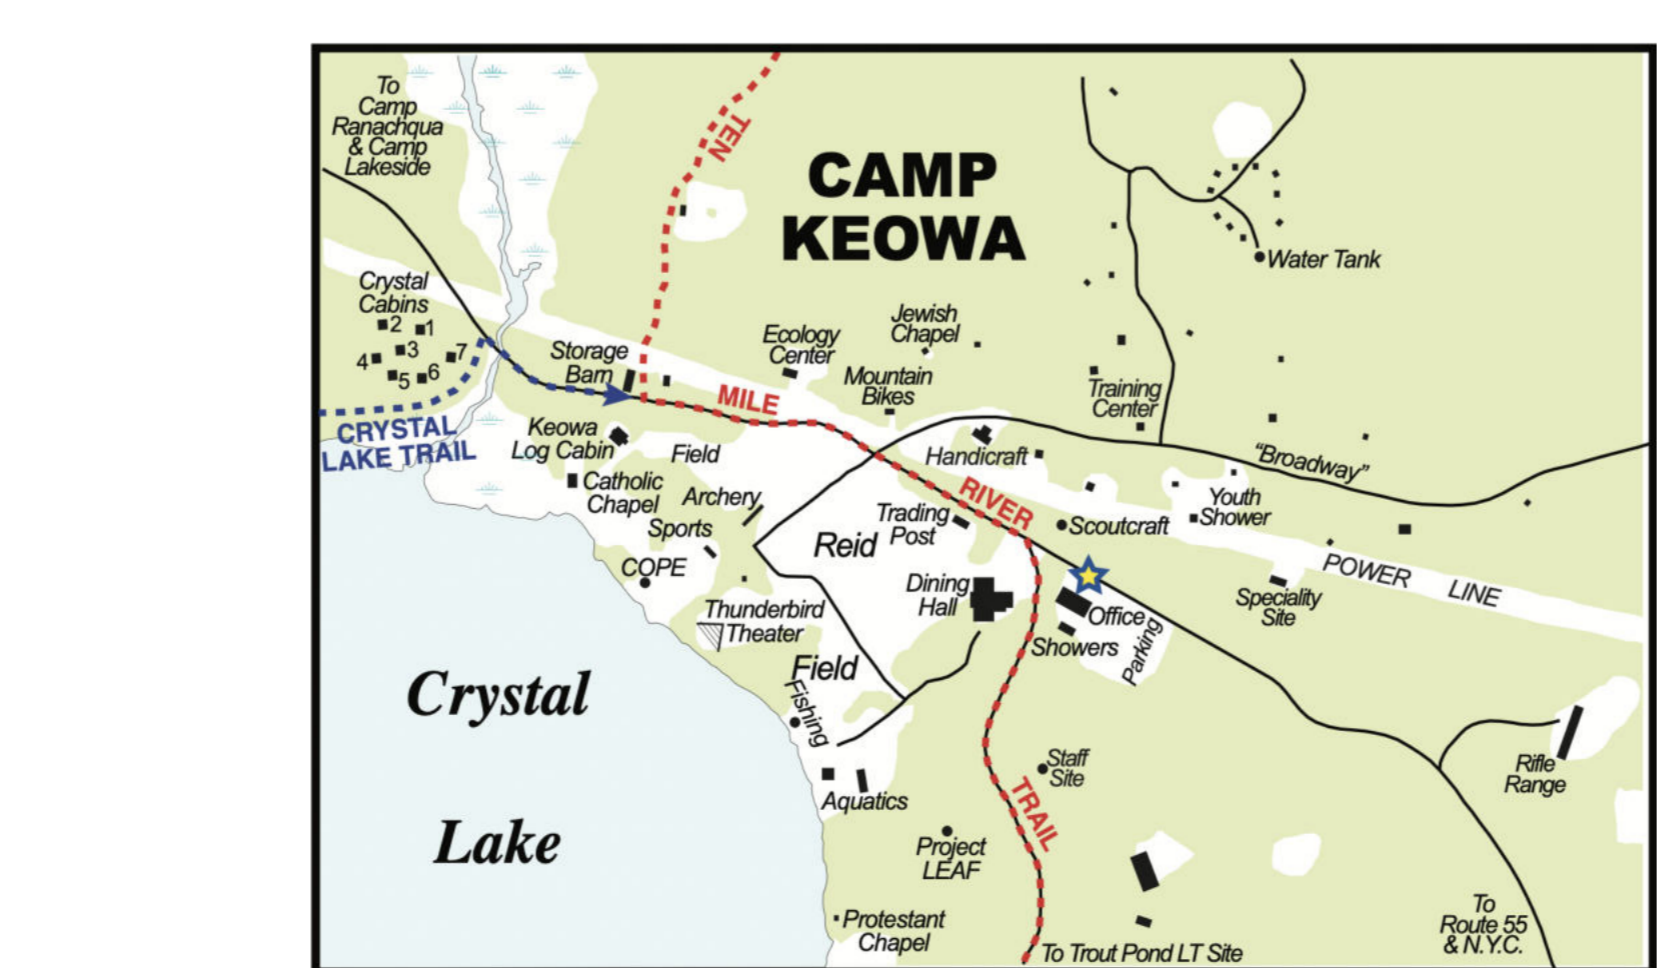 To
Camp
Ranachqua
& Camp
Lakeside
TEN
CAMP
KEOWA
Water Tank
Crystal
Cabins
2
1
3
4
7
5
6
Storage
Barn
Ecology
Center
Jewish
Chapel
Mountain
Bikes
MILE
Training
Center
CRYSTAL
LAKE TRAIL
Keowa
Log Cabin
Field
Handicraft
"Broadway"
Catholic
Chapel
Archery
Sports
RIVER
Trading
Post
Scoutcraft
Youth
Shower
Reid
COPE
POWER LINE
Dining
Hall
Speciality
Site
Thunderbird
Theater
Office
Showers
Parking
Field
Fishing
Crystal
Lake
Staff
Site
Rifle
Range
TRAIL
Aquatics
Project
LEAF
Protestant
Chapel
To Trout Pond LT Site
To
Route 55
& N.Y.C.